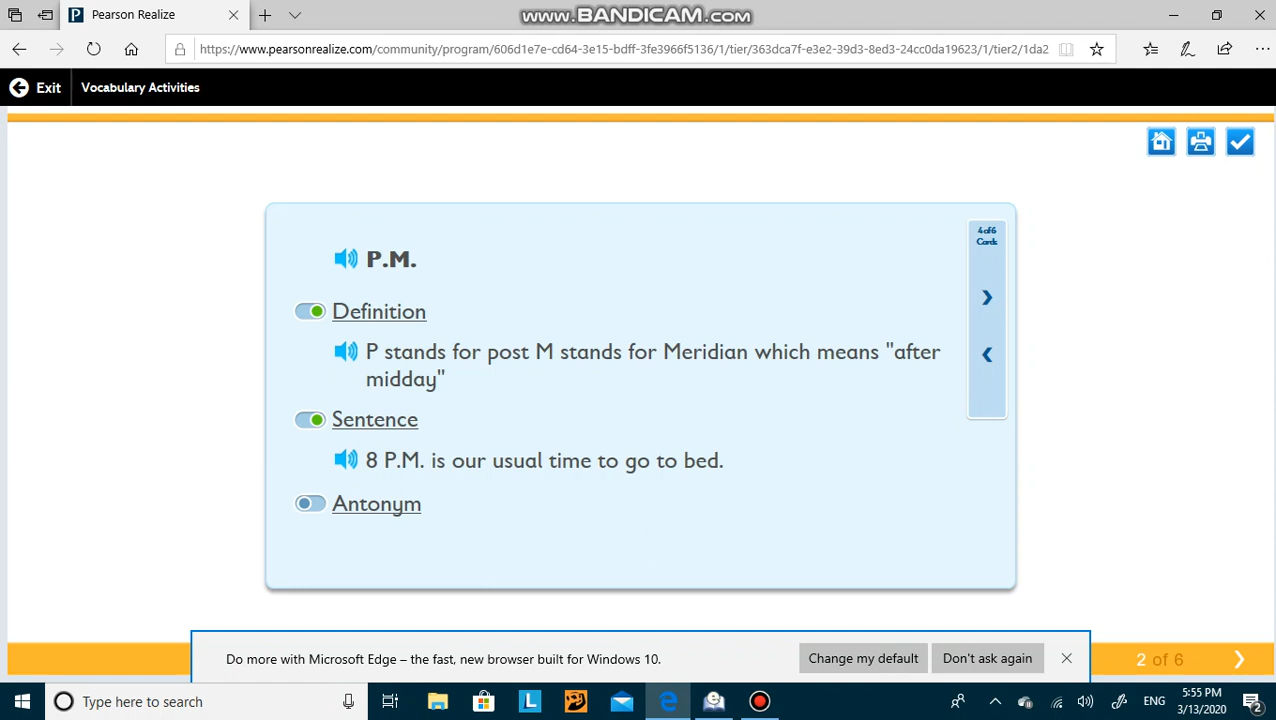 Pearson Realize
www.BANDICAM.com
https://www.pearsonrealize.com/community/program/606d1e7e-cd64-3e15-bdff-3fe3966f5136/1/tier/363dca7f-e3e2-39d3-8ed3-24cc0da19623/1/tier2/1da2
Exit
Vocabulary Activities
4 of 6
Cards
P.M.
Definition
P stands for post M stands for Meridian which means "after
midday"
Sentence
8 P.M. is our usual time to go to bed.
Antonym
Do more with Microsoft Edge – the fast, new browser built for Windows 10.
Change my default
Don't ask again
2 of 6
Type here to search
ENG
5:55 PM
3/13/2020
2